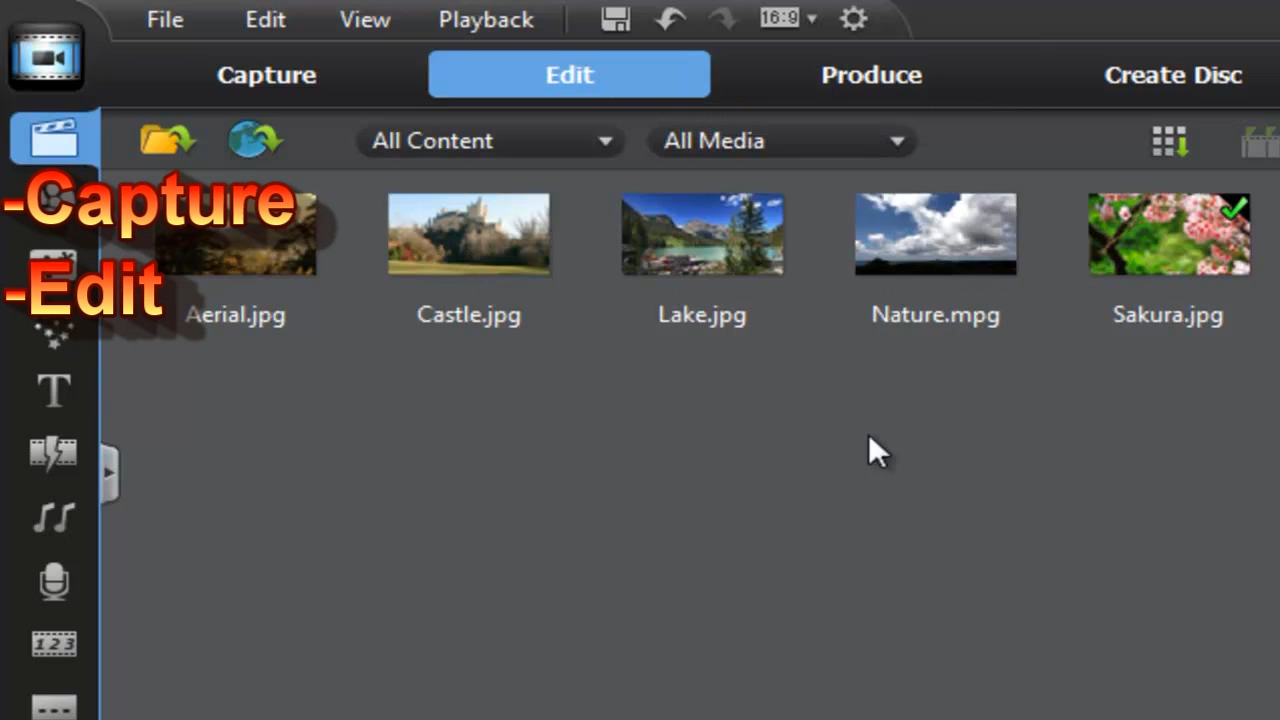 File Edit View Playback 16:9
Capture Edit Produce Create Disc
All Content All Media
-Capture
-Edit
Aerial.jpg Castle.jpg Lake.jpg Nature.mpg Sakura.jpg
T
123